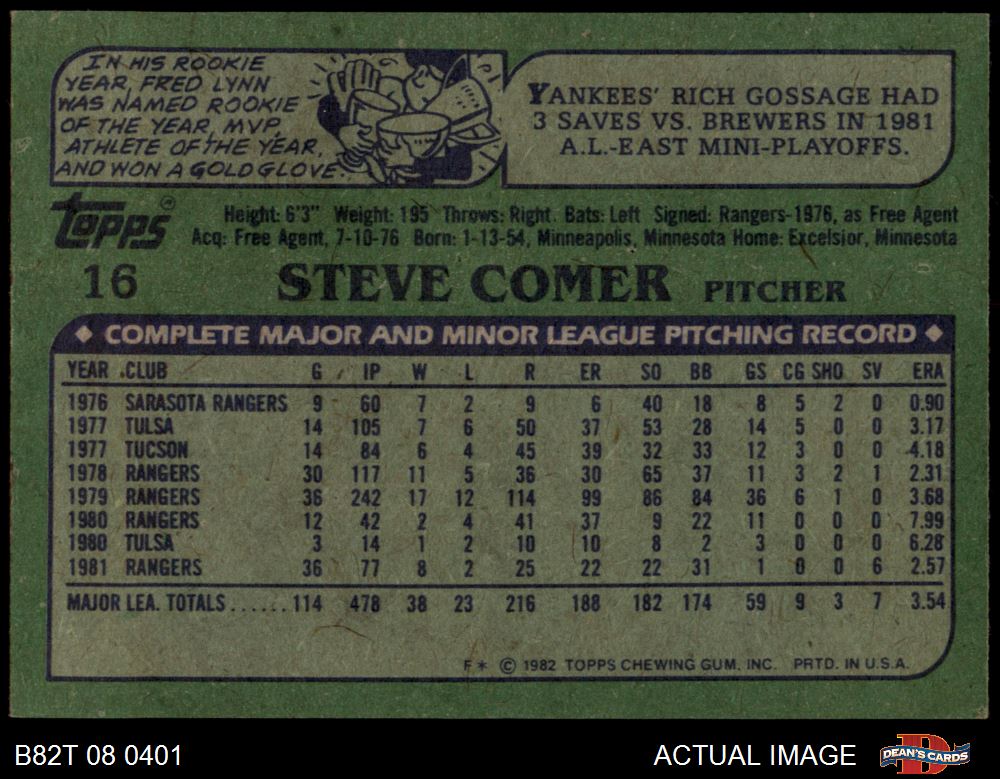 IN HIS ROOKIE
YEAR, FRED LYNN
WAS NAMED ROOKIE
OF THE YEAR, MVP,
ATHLETE OF THE YEAR,
AND WON A GOLD GLOVE.
YANKEES' RICH GOSSAGE HAD
3 SAVES VS. BREWERS IN 1981
A.L.-EAST MINI-PLAYOFFS.
TOPPS®
Height: 6'3" Weight: 195 Throws: Right. Bats: Left Signed: Rangers-1976, as Free Agent
Acq: Free Agent, 7-10-76 Born: 1-13-54, Minneapolis, Minnesota Home: Excelsior, Minnesota
16 STEVE COMER PITCHER
◆ COMPLETE MAJOR AND MINOR LEAGUE PITCHING RECORD ◆
YEAR CLUB G IP W L R ER SO BB GS CG SHO SV ERA
1976 SARASOTA RANGERS 9 60 7 2 9 6 40 18 8 5 2 0 0.90
1977 TULSA 14 105 7 6 50 37 53 28 14 5 0 0 3.17
1977 TUCSON 14 84 6 4 45 39 32 33 12 3 0 0 4.18
1978 RANGERS 30 117 11 5 36 30 65 37 11 3 2 1 2.31
1979 RANGERS 36 242 17 12 114 99 86 84 36 6 1 0 3.68
1980 RANGERS 12 42 2 4 41 37 9 22 11 0 0 0 7.99
1980 TULSA 3 14 1 2 10 10 8 2 3 0 0 0 6.28
1981 RANGERS 36 77 8 2 25 22 22 31 1 0 0 6 2.57
MAJOR LEA. TOTALS......114 478 38 23 216 188 182 174 59 9 3 7 3.54
F* © 1982 TOPPS CHEWING GUM, INC. PRTD. IN U.S.A.
B82T 08 0401 ACTUAL IMAGE DEAN'S CARDS